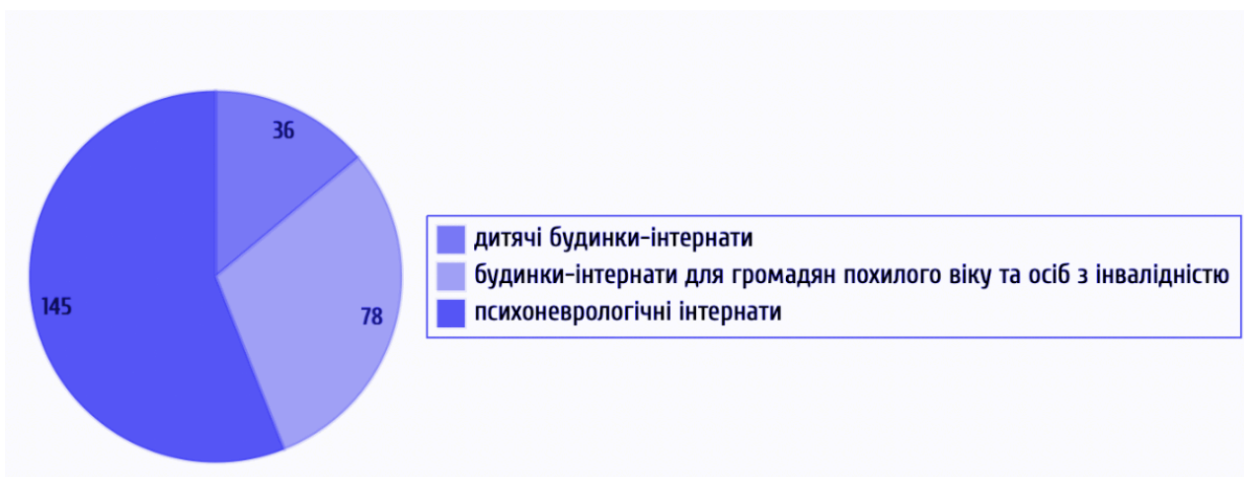 36
145
78
дитячі будинки-інтернати
будинки-інтернати для громадян похилого віку та осіб з інвалідністю
психоневрологічні інтернати